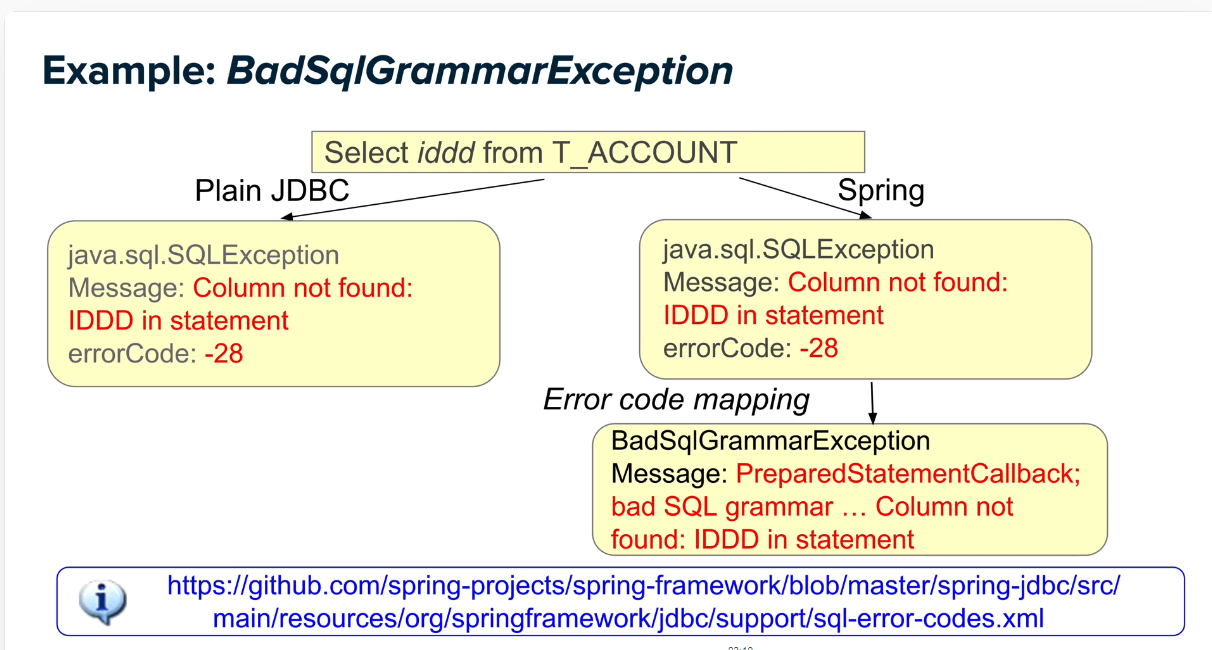 Example: BadSqlGrammarException
Select iddd from T_ACCOUNT
Plain JDBC
Spring
java.sql.SQLException
Message: Column not found:
IDDD in statement
errorCode: -28
java.sql.SQLException
Message: Column not found:
IDDD in statement
errorCode: -28
Error code mapping
BadSqlGrammarException
Message: PreparedStatementCallback;
bad SQL grammar … Column not
found: IDDD in statement
https://github.com/spring-projects/spring-framework/blob/master/spring-jdbc/src/
main/resources/org/springframework/jdbc/support/sql-error-codes.xml